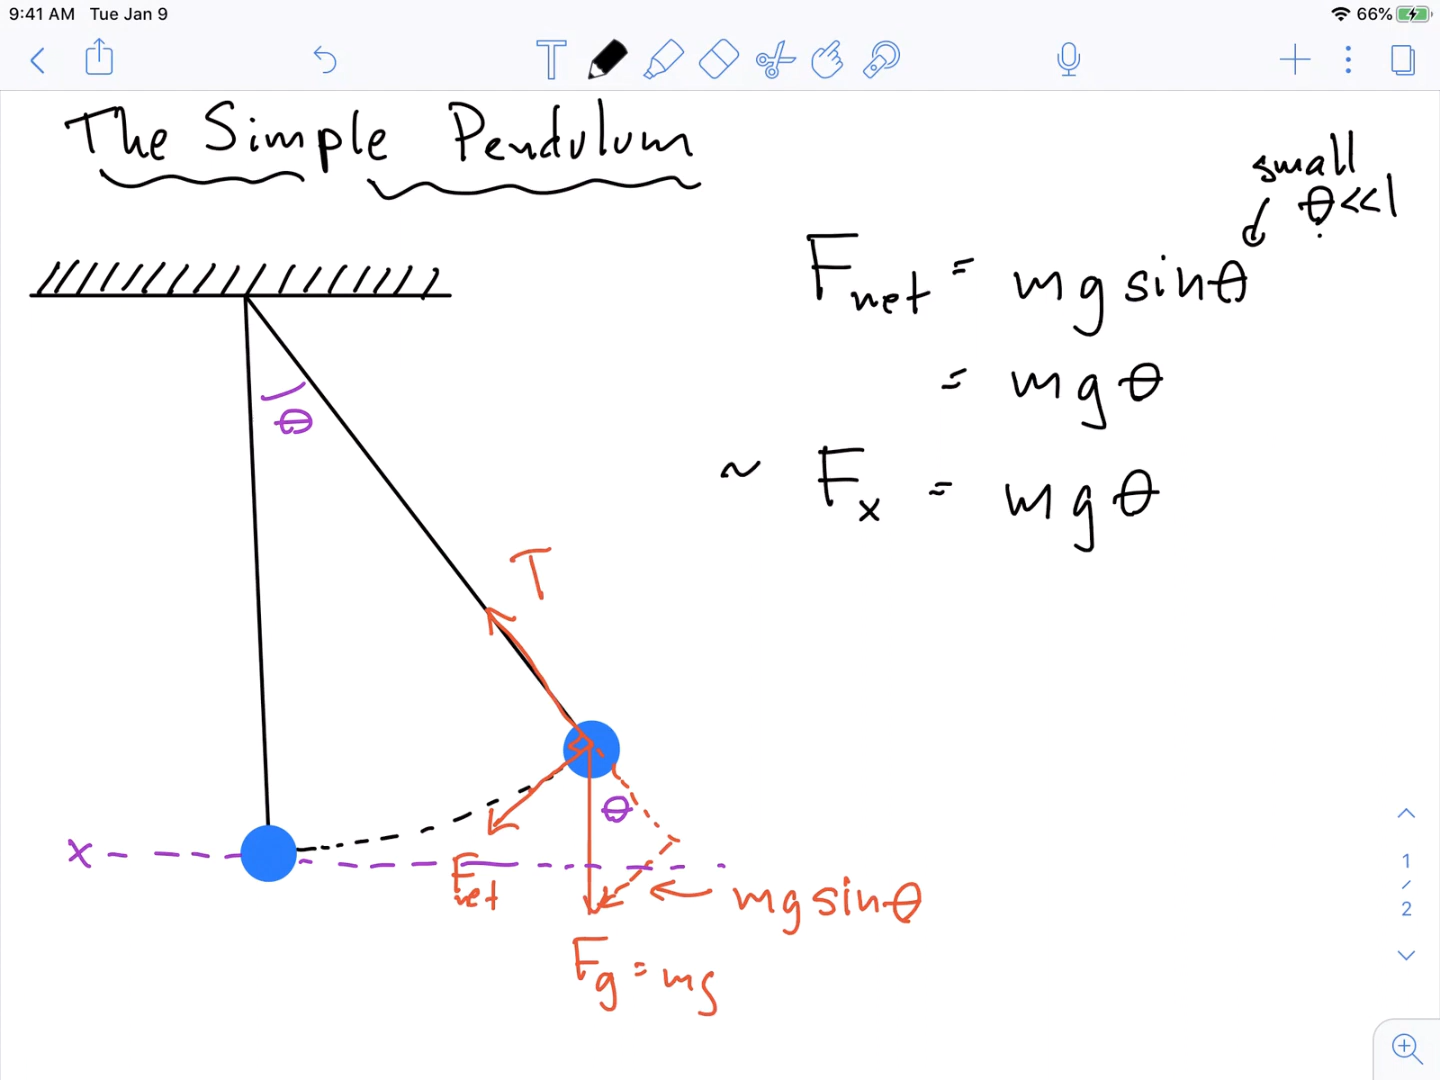 9:41 AM Tue Jan 9
66%
T
The Simple Pendulum
small
θ<<1
Fnet = mg sinθ
= mgθ
θ
~ Fx = mgθ
T
θ
x
Fnet
mg sinθ
Fg = mg
1
/
2